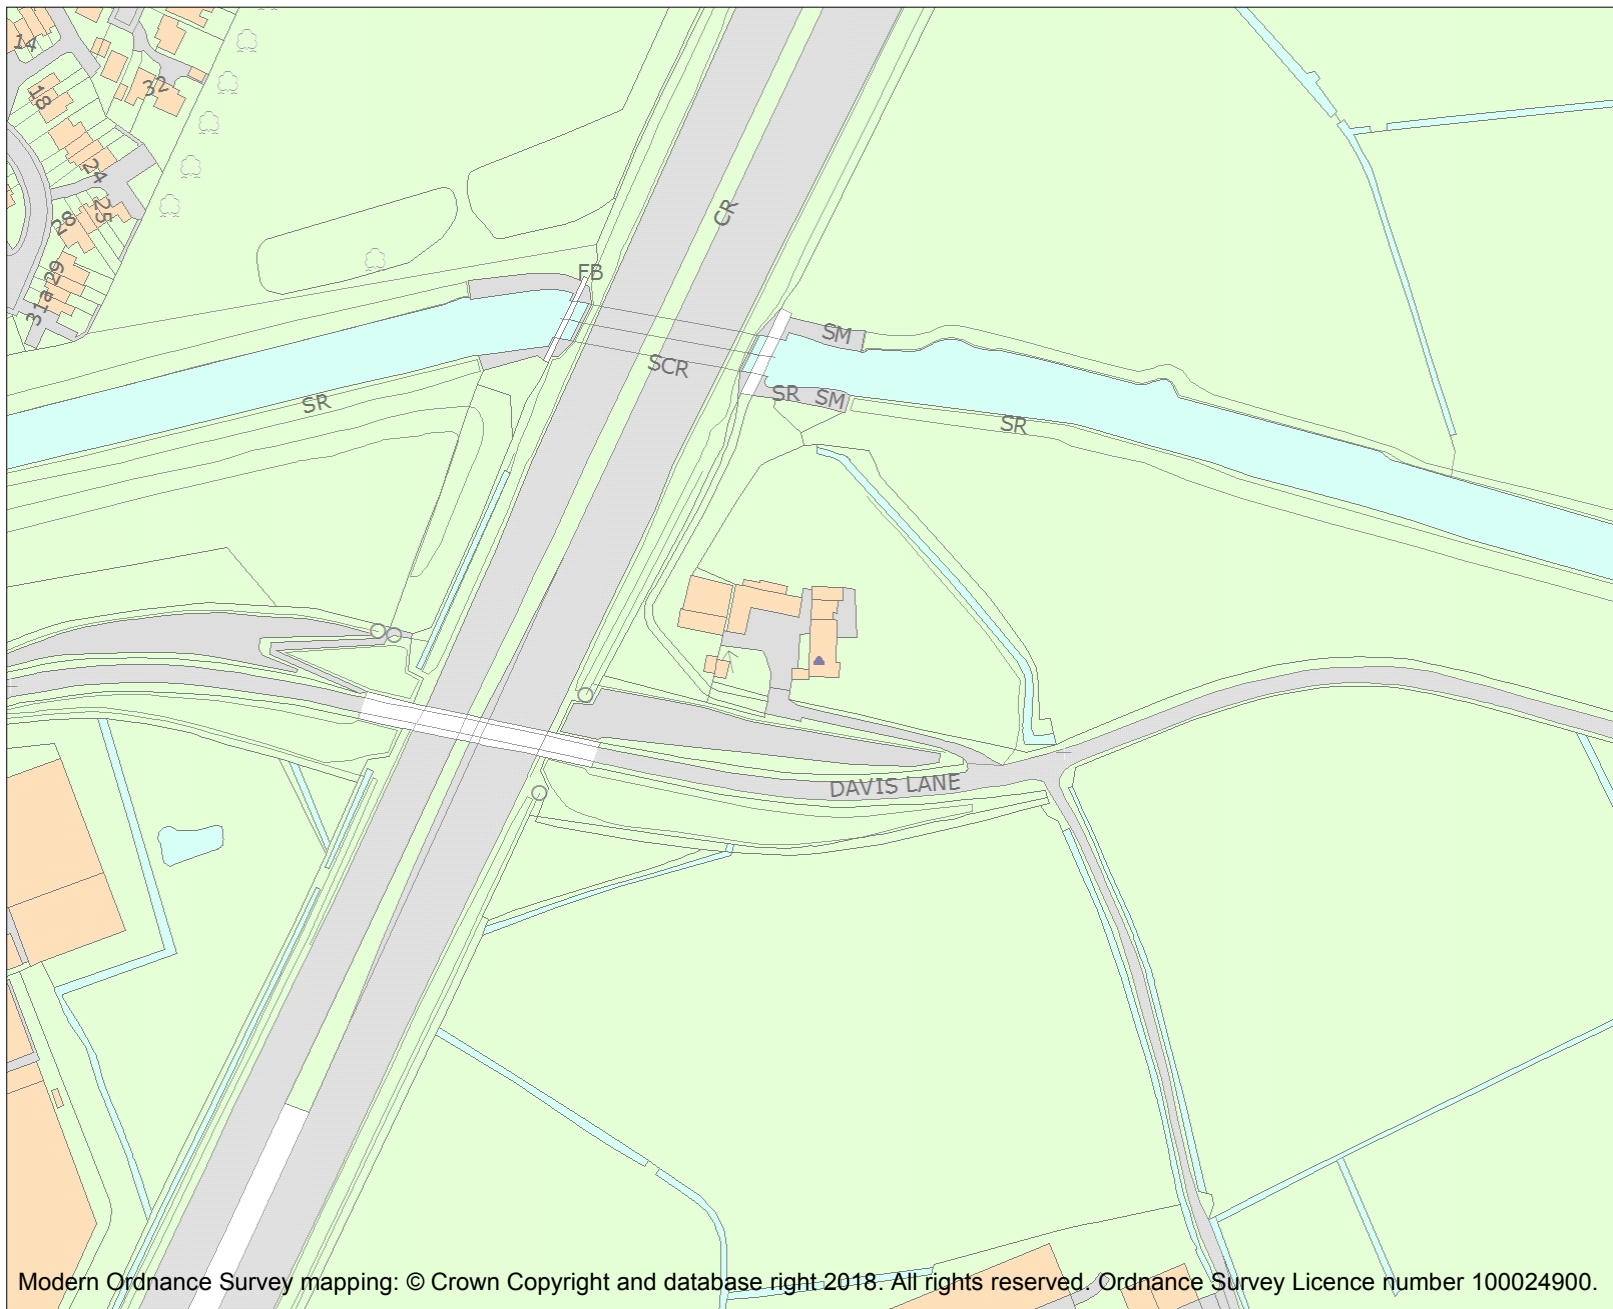 14
32
18
24
25
28
29
31a
CR
FB
SM
SCR
SR
SR SM
SR
DAVIS LANE
Modern Ordnance Survey mapping: © Crown Copyright and database right 2018. All rights reserved. Ordnance Survey Licence number 100024900.